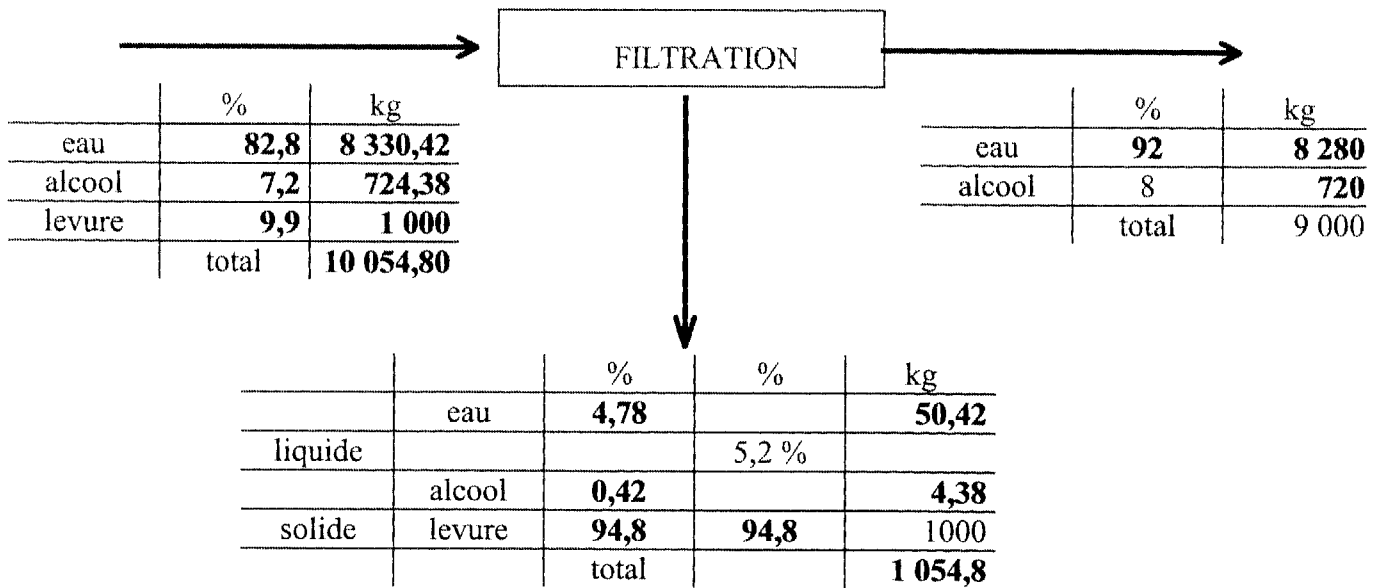 FILTRATION
% kg
eau 82,8 8 330,42
alcool 7,2 724,38
levure 9,9 1 000
total 10 054,80
% kg
eau 92 8 280
alcool 8 720
total 9 000
% % kg
eau 4,78 50,42
liquide 5,2 %
alcool 0,42 4,38
solide levure 94,8 94,8 1000
total 1 054,8